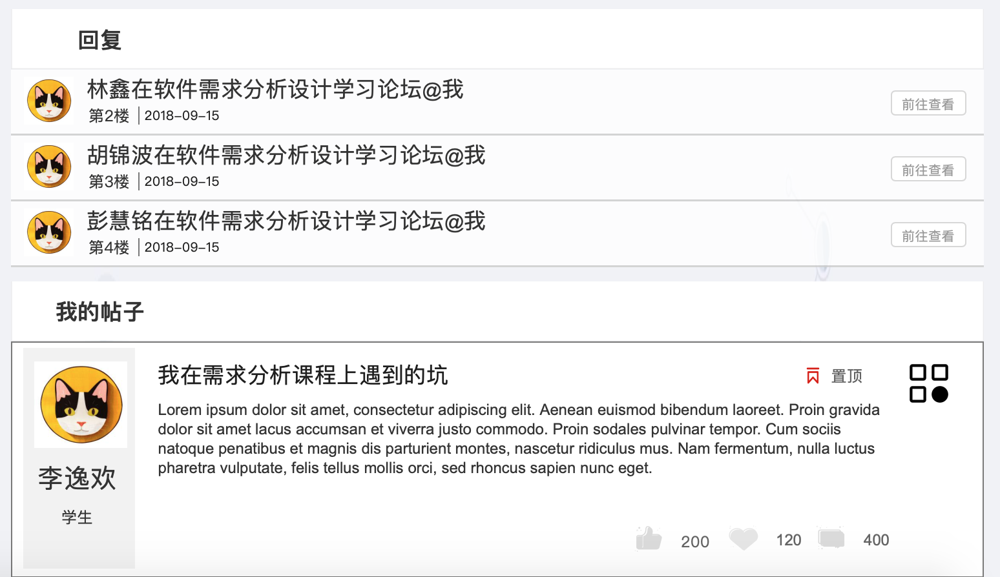 回复
林鑫在软件需求分析设计学习论坛@我
第2楼 | 2018-09-15
前往查看
胡锦波在软件需求分析设计学习论坛@我
第3楼 | 2018-09-15
前往查看
彭慧铭在软件需求分析设计学习论坛@我
第4楼 | 2018-09-15
前往查看
我的帖子
我在需求分析课程上遇到的坑
置顶
Lorem ipsum dolor sit amet, consectetur adipiscing elit. Aenean euismod bibendum laoreet. Proin gravida
dolor sit amet lacus accumsan et viverra justo commodo. Proin sodales pulvinar tempor. Cum sociis
natoque penatibus et magnis dis parturient montes, nascetur ridiculus mus. Nam fermentum, nulla luctus
pharetra vulputate, felis tellus mollis orci, sed rhoncus sapien nunc eget.
李逸欢
学生
200 120 400